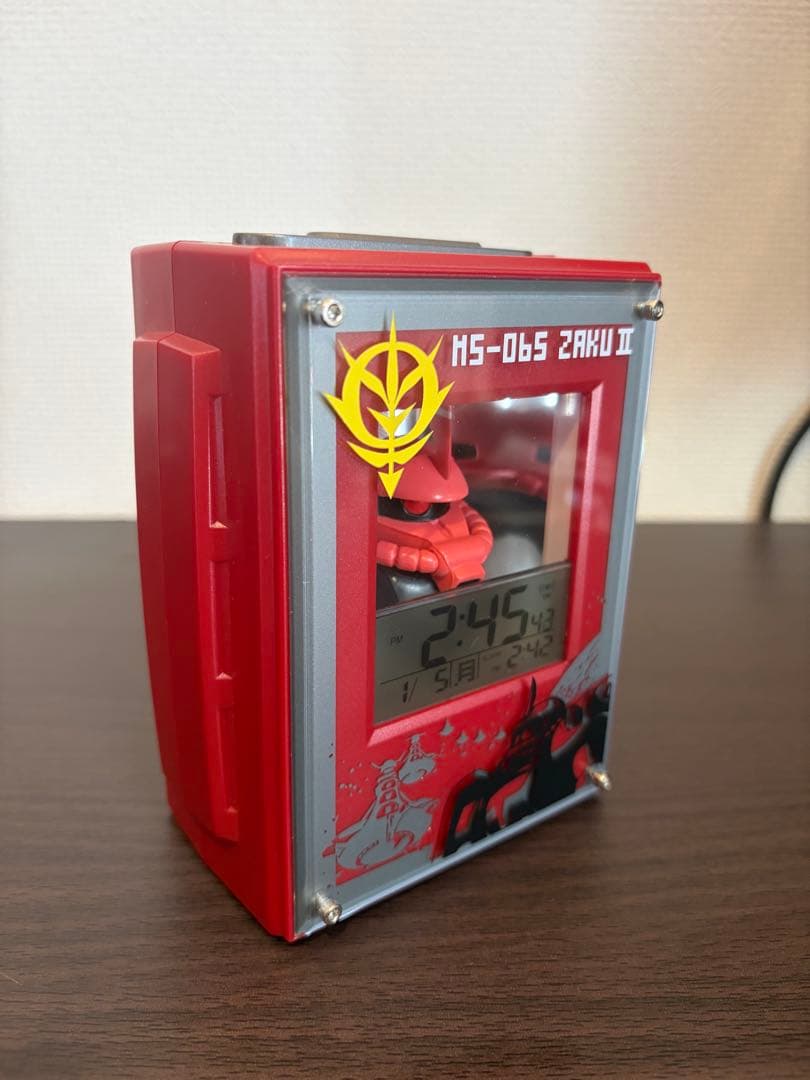 MS-06S ZAKU II
PM 2:45 43
1/ 5 月 2:42